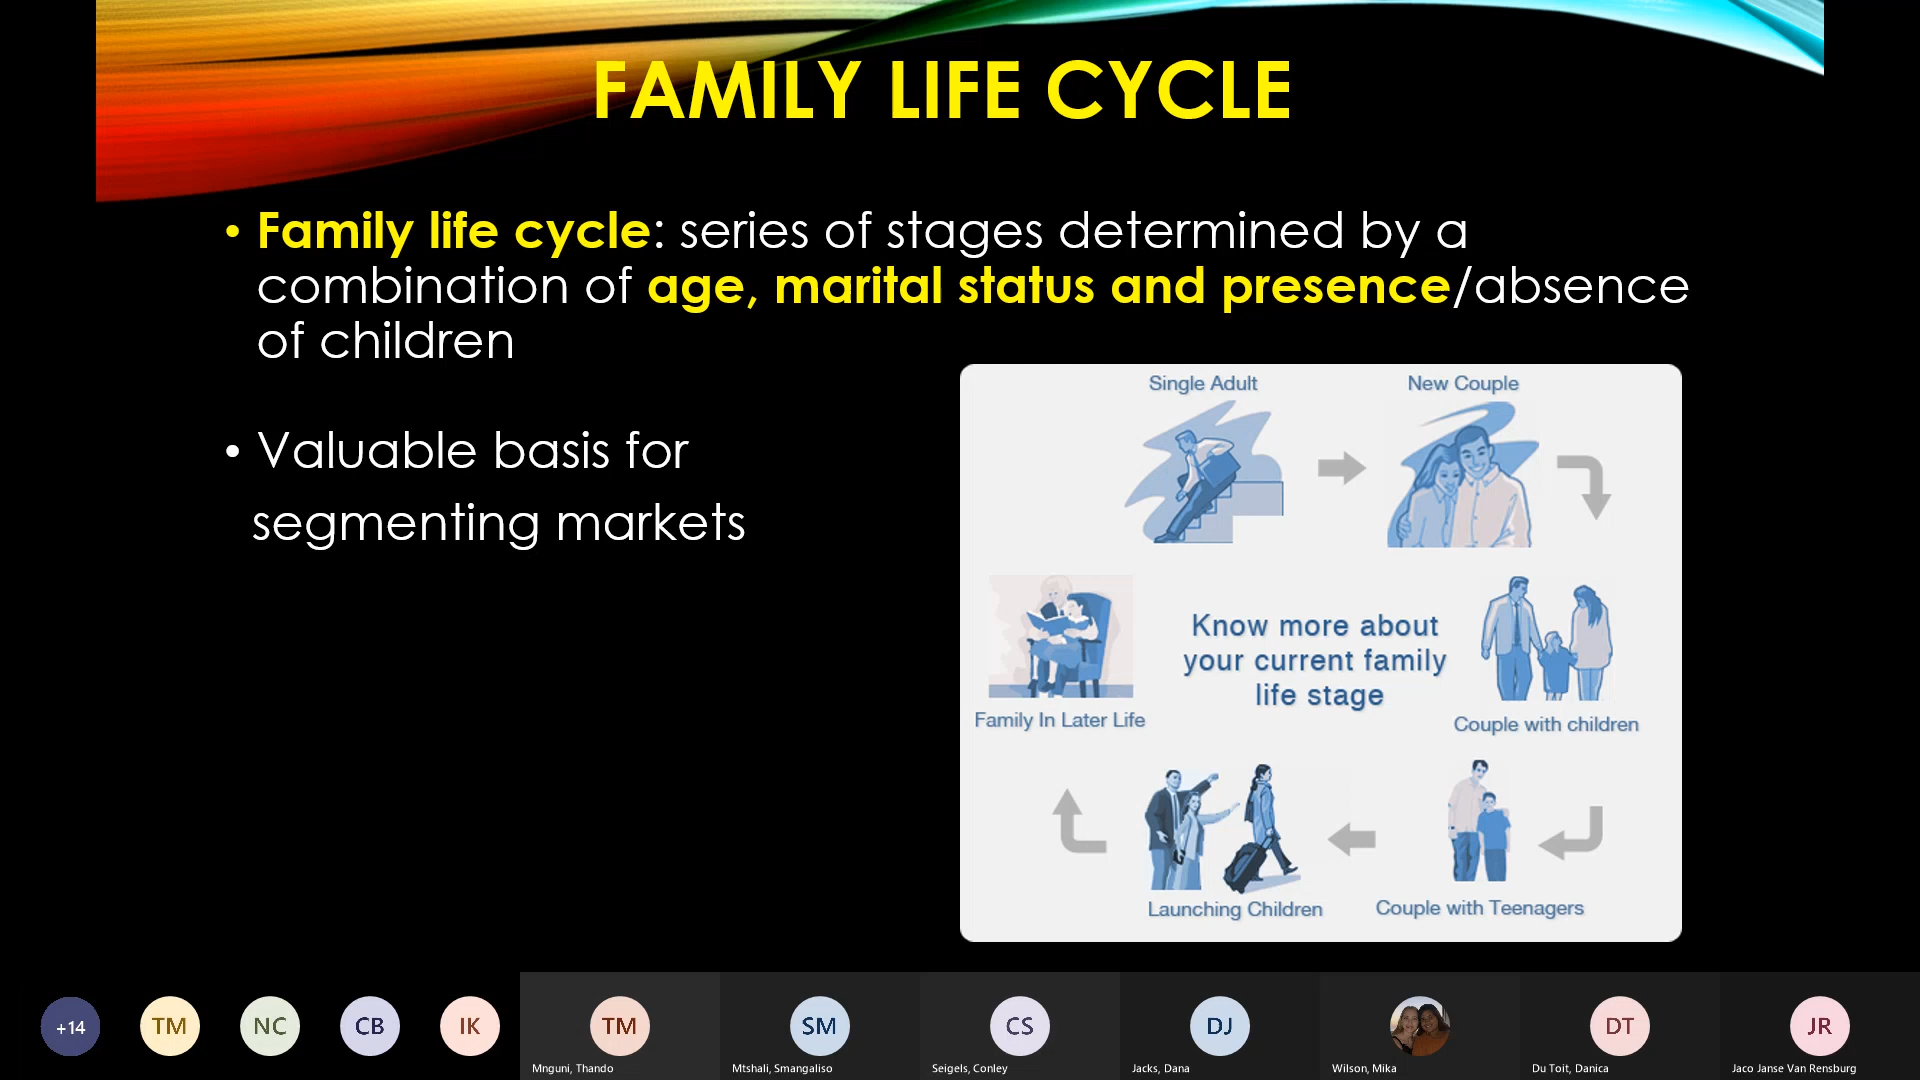 FAMILY LIFE CYCLE
• Family life cycle: series of stages determined by a
combination of age, marital status and presence/absence
of children
• Valuable basis for
segmenting markets
Single Adult
New Couple
Know more about
your current family
life stage
Family In Later Life
Couple with children
Launching Children
Couple with Teenagers
+14
TM
NC
CB
IK
TM
SM
CS
DJ
DT
JR
Mnguni, Thando
Mtshali, Smangaliso
Seigels, Conley
Jacks, Dana
Wilson, Mika
Du Toit, Danica
Jaco Janse Van Rensburg